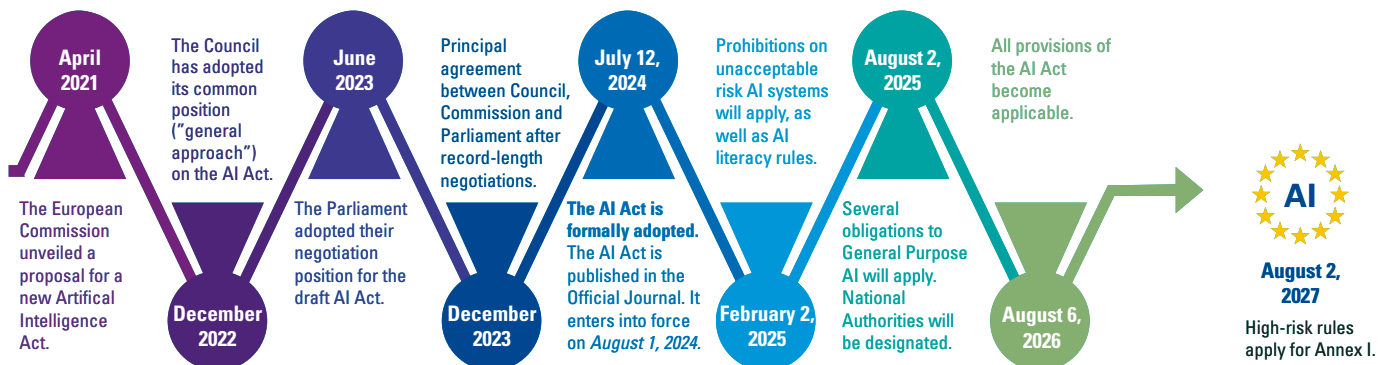 April
2021
The European
Commission
unveiled a
proposal for a
new Artifical
Intelligence
Act.
The Council
has adopted
its common
position
("general
approach")
on the AI Act.
December
2022
June
2023
The Parliament
adopted their
negotiation
position for the
draft AI Act.
Principal
agreement
between Council,
Commission and
Parliament after
record-length
negotiations.
December
2023
July 12,
2024
The AI Act is
formally adopted.
The AI Act is
published in the
Official Journal. It
enters into force
on August 1, 2024.
Prohibitions on
unacceptable
risk AI systems
will apply, as
well as AI
literacy rules.
February 2,
2025
August 2,
2025
Several
obligations to
General Purpose
AI will apply.
National
Authorities will
be designated.
All provisions of
the AI Act
become
applicable.
August 6,
2026
AI
August 2,
2027
High-risk rules
apply for Annex I.